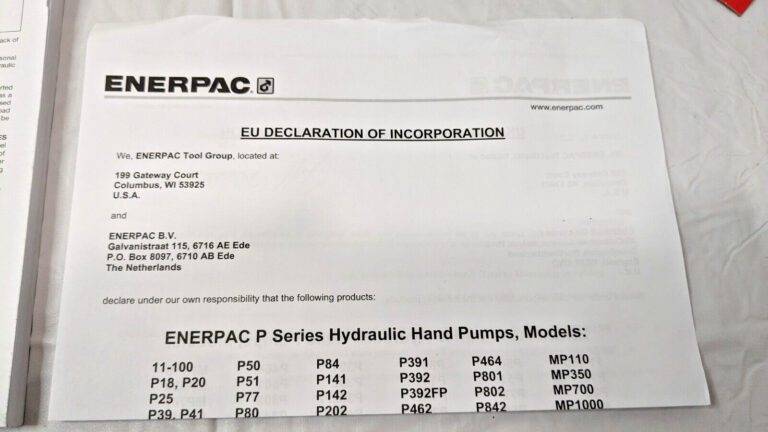 ENERPAC
www.enerpac.com
EU DECLARATION OF INCORPORATION
We, ENERPAC Tool Group, located at:
199 Gateway Court
Columbus, WI 53925
U.S.A.
and
ENERPAC B.V.
Galvanistraat 115, 6716 AE Ede
P.O. Box 8097, 6710 AB Ede
The Netherlands
declare under our own responsibility that the following products:
ENERPAC P Series Hydraulic Hand Pumps, Models:
11-100 P50 P84 P391 P464 MP110
P18, P20 P51 P141 P392 P801 MP350
P25 P77 P142 P392FP P802 MP700
P39, P41 P80 P202 P462 P842 MP1000